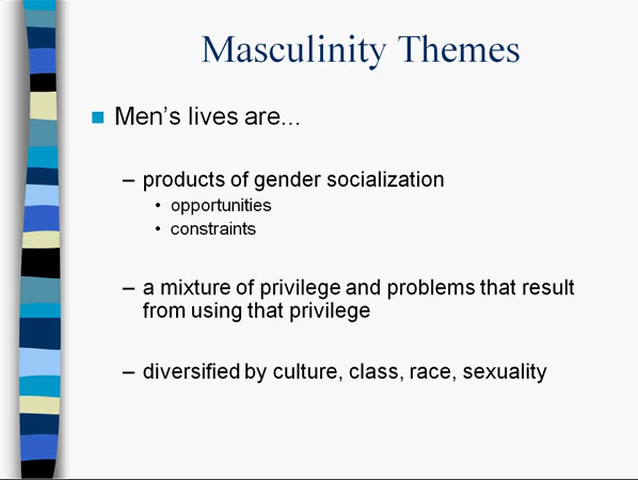 Masculinity Themes
■ Men's lives are...
– products of gender socialization
• opportunities
• constraints
– a mixture of privilege and problems that result
from using that privilege
– diversified by culture, class, race, sexuality